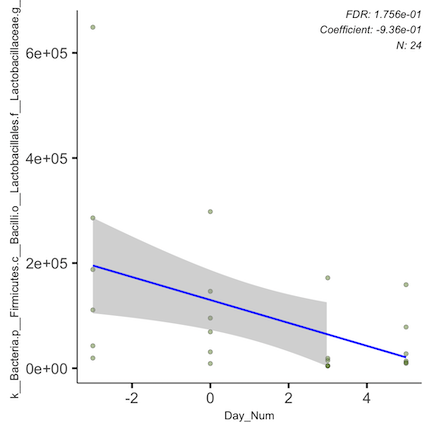 FDR: 1.756e-01
Coefficient: -9.36e-01
N: 24
k__Bacteria.p__Firmicutes.c__Bacilli.o__Lactobacillales.f__Lactobacillaceae.g_
6e+05
4e+05
2e+05
0e+00
-2 0 2 4
Day_Num